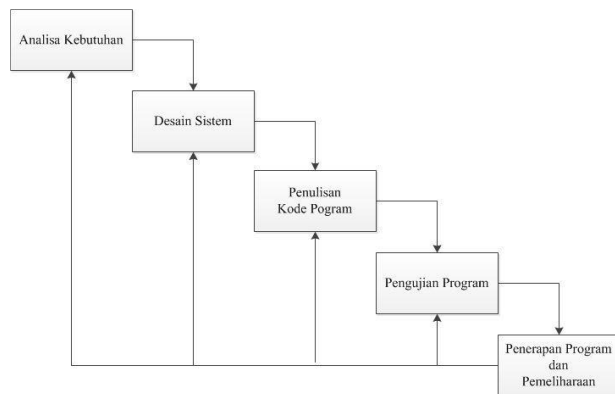 Analisa Kebutuhan
Desain Sistem
Penulisan
Kode Pogram
Pengujian Program
Penerapan Program
dan
Pemeliharaan